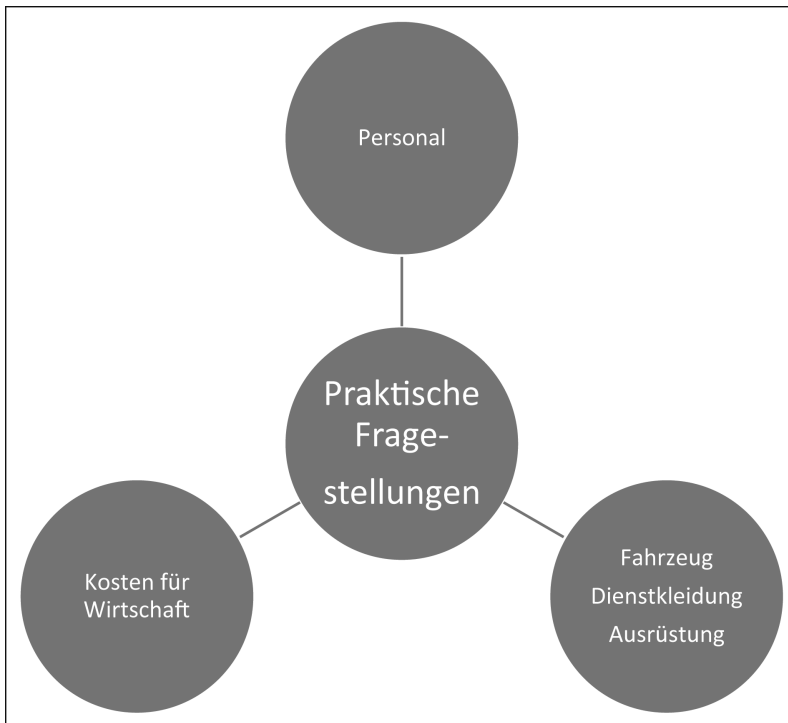 Personal
Praktische
Frage-
stellungen
Kosten für
Wirtschaft
Fahrzeug
Dienstkleidung
Ausrüstung